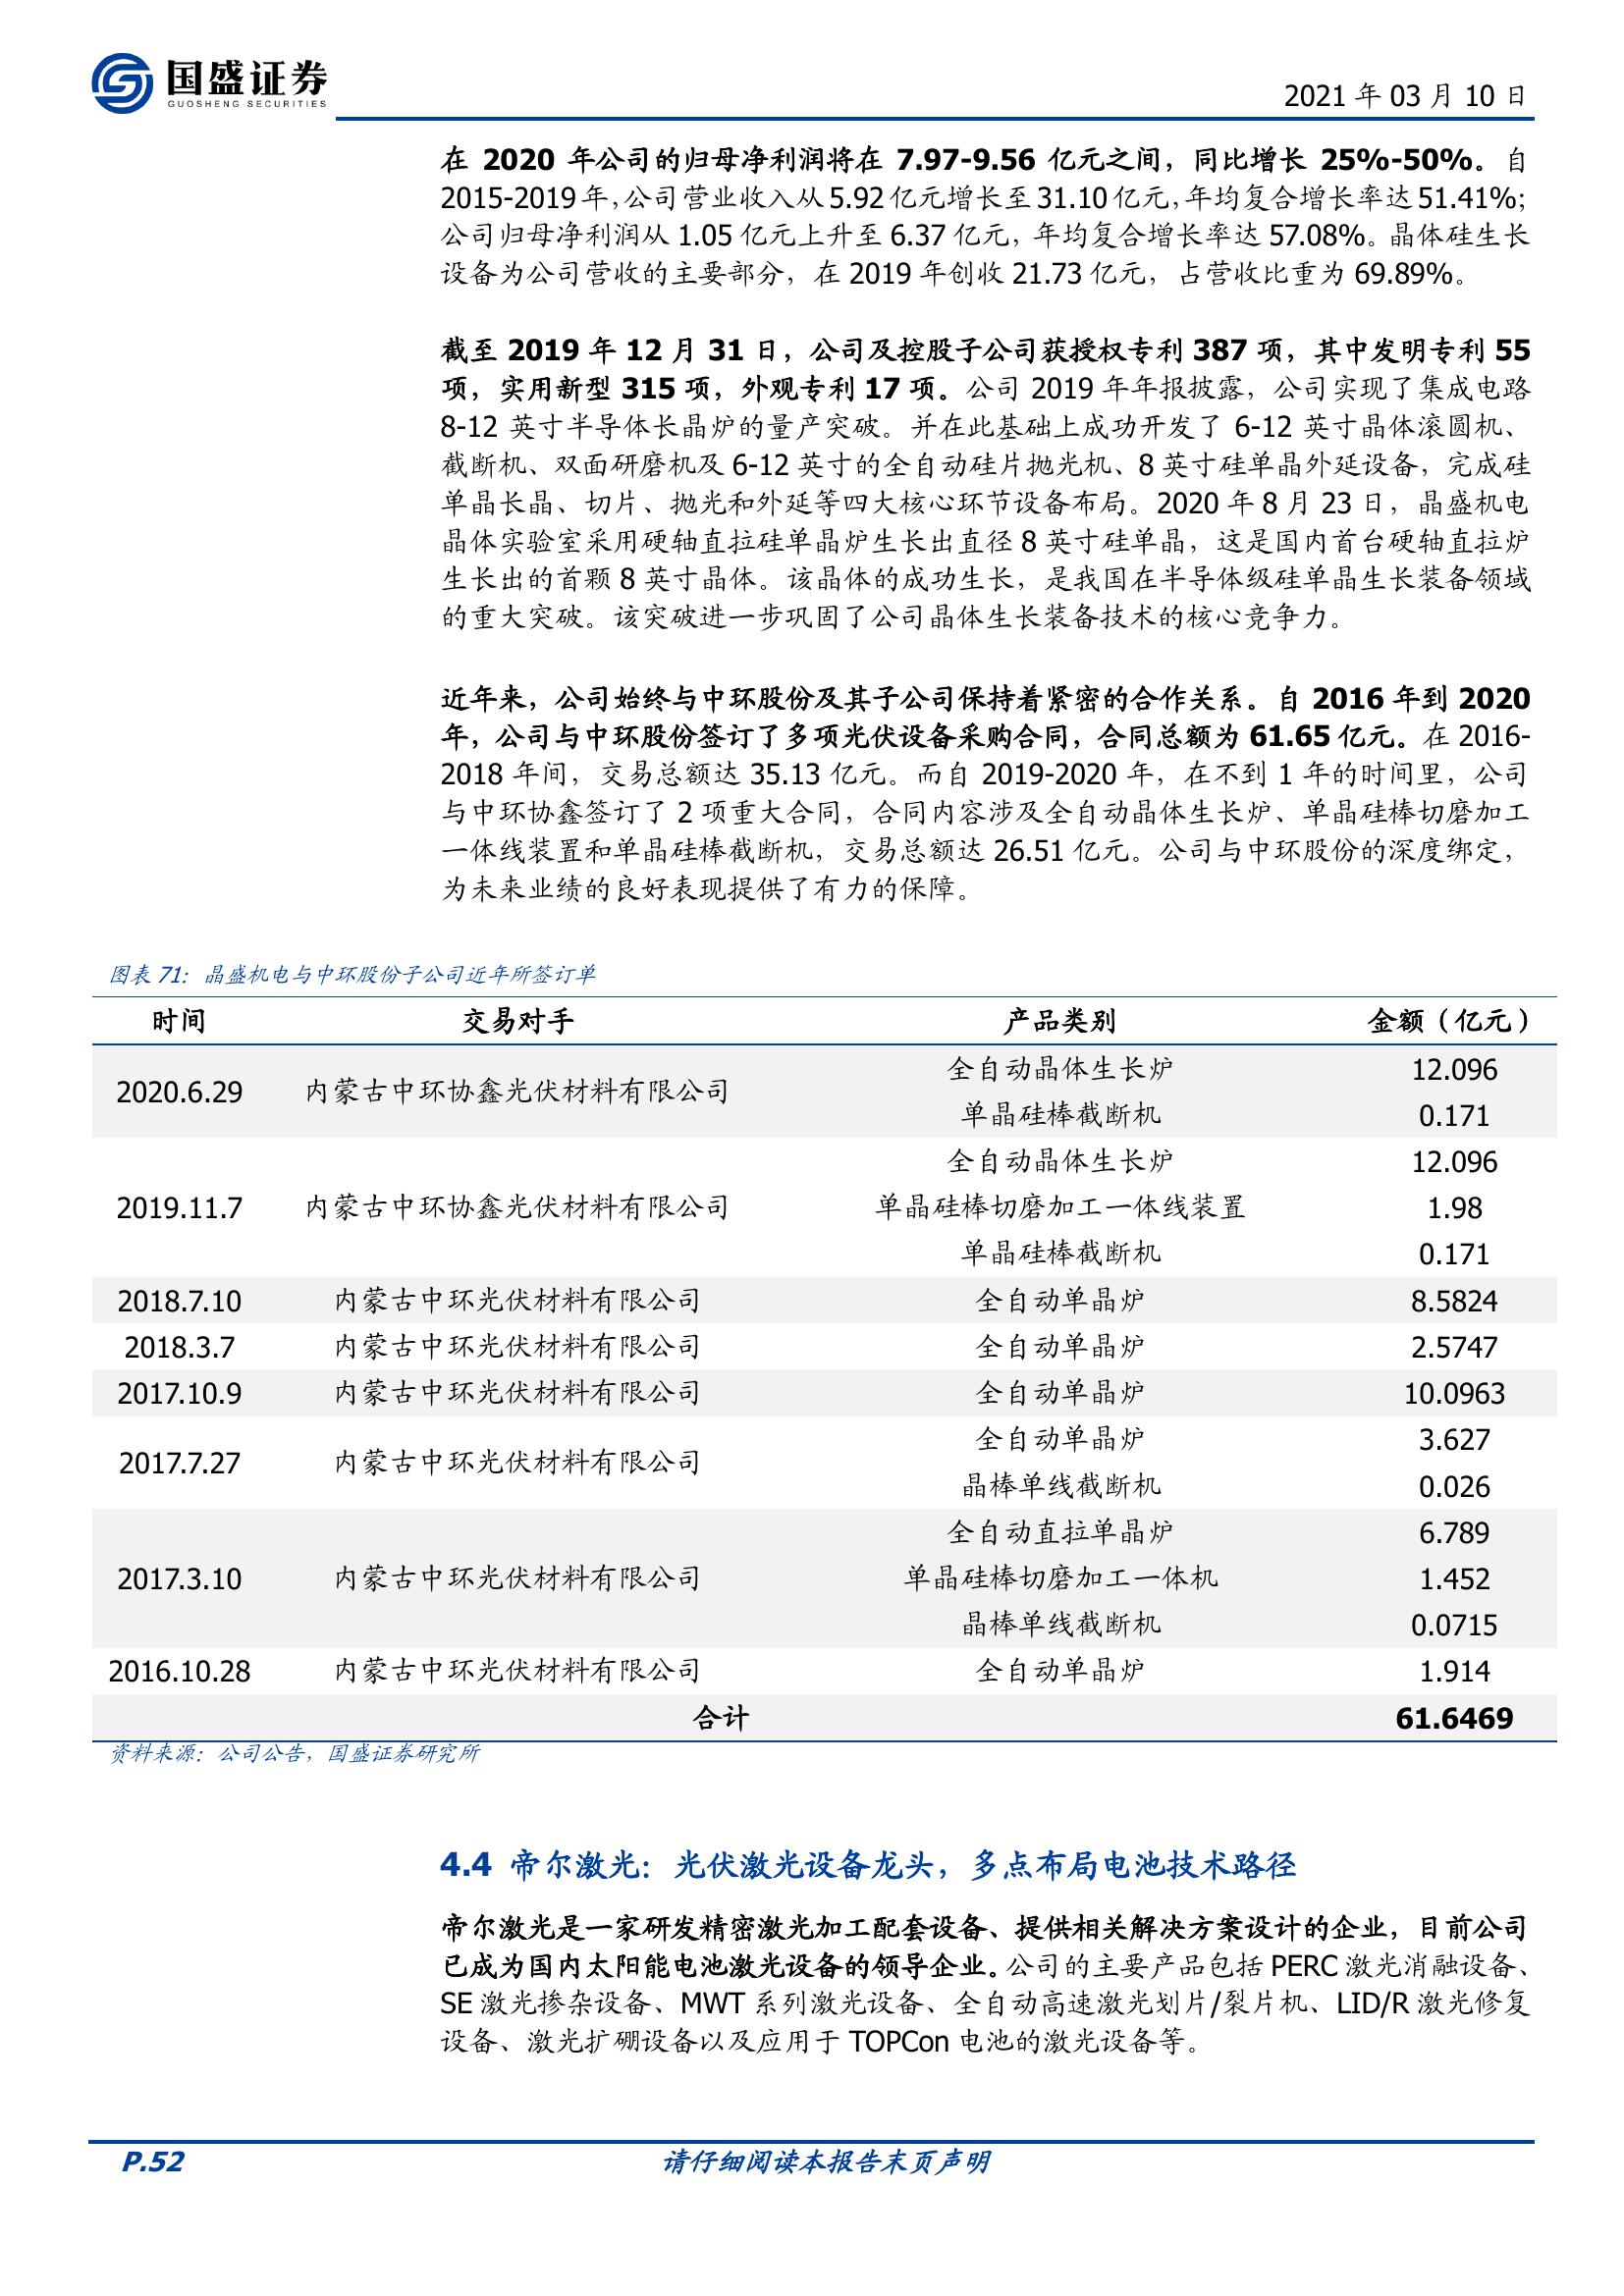 国盛证券
GUOSHENG SECURITIES
2021 年 03 月 10 日
在 2020 年公司的归母净利润将在 7.97-9.56 亿元之间，同比增长 25%-50%。自
2015-2019 年，公司营业收入从 5.92 亿元增长至 31.10 亿元，年均复合增长率达 51.41%；
公司归母净利润从 1.05 亿元上升至 6.37 亿元，年均复合增长率达 57.08%。晶体硅生长
设备为公司营收的主要部分，在 2019 年创收 21.73 亿元，占营收比重为 69.89%。
截至 2019 年 12 月 31 日，公司及控股子公司获授权专利 387 项，其中发明专利 55
项，实用新型 315 项，外观专利 17 项。公司 2019 年年报披露，公司实现了集成电路
8-12 英寸半导体长晶炉的量产突破。并在此基础上成功开发了 6-12 英寸晶体滚圆机、
截断机、双面研磨机及 6-12 英寸的全自动硅片抛光机、8 英寸硅单晶外延设备，完成硅
单晶长晶、切片、抛光和外延等四大核心环节设备布局。2020 年 8 月 23 日，晶盛机电
晶体实验室采用硬轴直拉硅单晶炉生长出直径 8 英寸硅单晶，这是国内首台硬轴直拉炉
生长出的首颗 8 英寸晶体。该晶体的成功生长，是我国在半导体级硅单晶生长装备领域
的重大突破。该突破进一步巩固了公司晶体生长装备技术的核心竞争力。
近年来，公司始终与中环股份及其子公司保持着紧密的合作关系。自 2016 年到 2020
年，公司与中环股份签订了多项光伏设备采购合同，合同总额为 61.65 亿元。在 2016-
2018 年间，交易总额达 35.13 亿元。而自 2019-2020 年，在不到 1 年的时间里，公司
与中环协鑫签订了 2 项重大合同，合同内容涉及全自动晶体生长炉、单晶硅棒切磨加工
一体线装置和单晶硅棒截断机，交易总额达 26.51 亿元。公司与中环股份的深度绑定，
为未来业绩的良好表现提供了有力的保障。
图表 71：晶盛机电与中环股份子公司近年所签订单
时间 交易对手 产品类别 金额（亿元）
2020.6.29 内蒙古中环协鑫光伏材料有限公司 全自动晶体生长炉 12.096
单晶硅棒截断机 0.171
全自动晶体生长炉 12.096
2019.11.7 内蒙古中环协鑫光伏材料有限公司 单晶硅棒切磨加工一体线装置 1.98
单晶硅棒截断机 0.171
2018.7.10 内蒙古中环光伏材料有限公司 全自动单晶炉 8.5824
2018.3.7 内蒙古中环光伏材料有限公司 全自动单晶炉 2.5747
2017.10.9 内蒙古中环光伏材料有限公司 全自动单晶炉 10.0963
2017.7.27 内蒙古中环光伏材料有限公司 全自动单晶炉 3.627
晶棒单线截断机 0.026
全自动直拉单晶炉 6.789
2017.3.10 内蒙古中环光伏材料有限公司 单晶硅棒切磨加工一体机 1.452
晶棒单线截断机 0.0715
2016.10.28 内蒙古中环光伏材料有限公司 全自动单晶炉 1.914
合计 61.6469
资料来源：公司公告，国盛证券研究所
4.4 帝尔激光：光伏激光设备龙头，多点布局电池技术路径
帝尔激光是一家研发精密激光加工配套设备、提供相关解决方案设计的企业，目前公司
已成为国内太阳能电池激光设备的领导企业。公司的主要产品包括 PERC 激光消融设备、
SE 激光掺杂设备、MWT 系列激光设备、全自动高速激光划片/裂片机、LID/R 激光修复
设备、激光扩硼设备以及应用于 TOPCon 电池的激光设备等。
P.52
请仔细阅读本报告末页声明